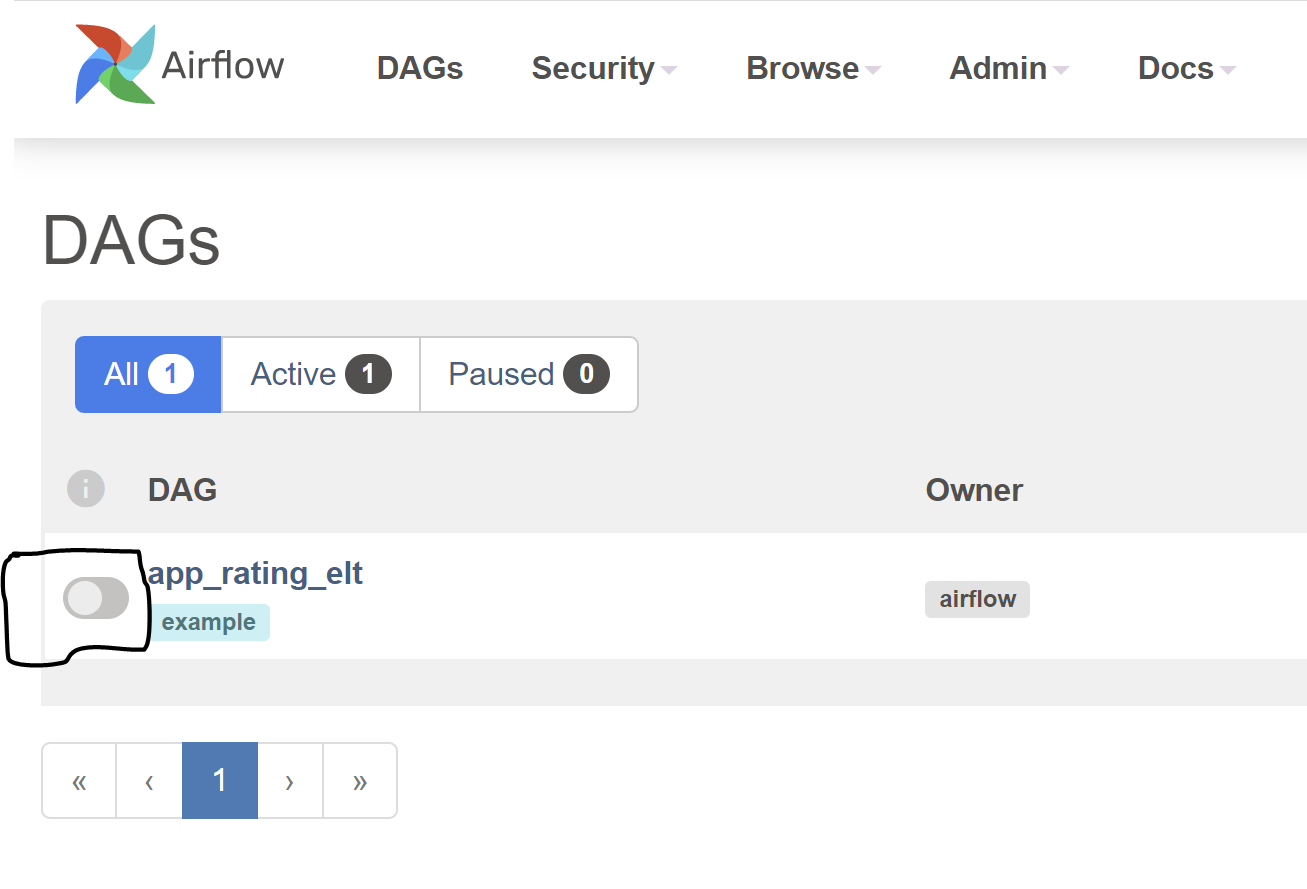 Airflow DAGs Security Browse Admin Docs
DAGs
All 1 Active 1 Paused 0
i DAG Owner
app_rating_elt
example airflow
« ‹ 1 › »